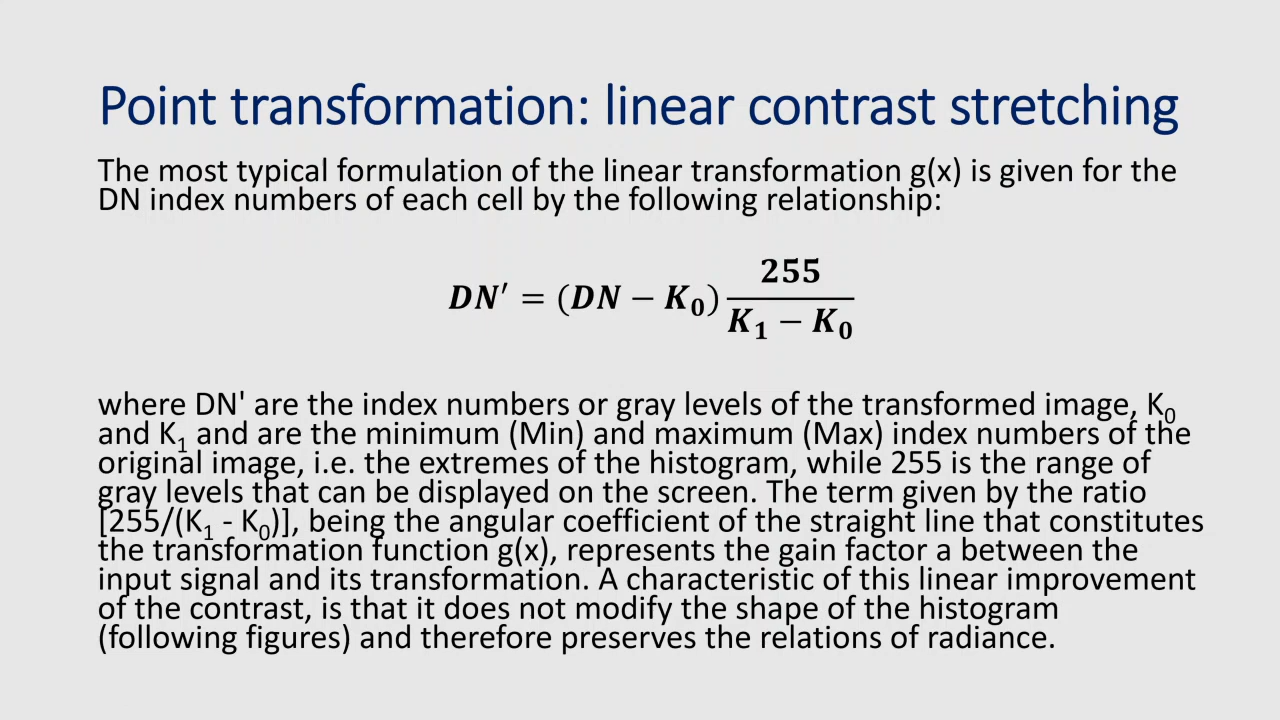 Point transformation: linear contrast stretching
The most typical formulation of the linear transformation g(x) is given for the
DN index numbers of each cell by the following relationship:
DN′ = (DN − K₀) 255 / (K₁ − K₀)
where DN' are the index numbers or gray levels of the transformed image, K₀
and K₁ and are the minimum (Min) and maximum (Max) index numbers of the
original image, i.e. the extremes of the histogram, while 255 is the range of
gray levels that can be displayed on the screen. The term given by the ratio
[255/(K₁ - K₀)], being the angular coefficient of the straight line that constitutes
the transformation function g(x), represents the gain factor a between the
input signal and its transformation. A characteristic of this linear improvement
of the contrast, is that it does not modify the shape of the histogram
(following figures) and therefore preserves the relations of radiance.